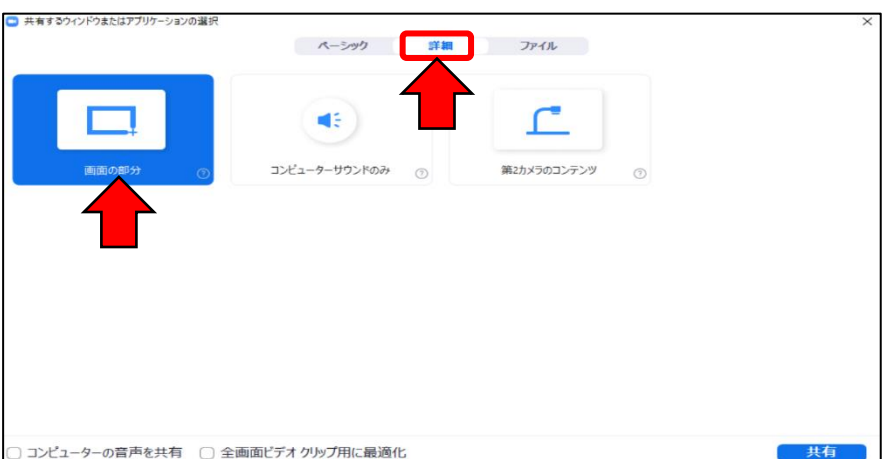 共有するウィンドウまたはアプリケーションの選択
ベーシック 詳細 ファイル
画面の部分 コンピューターサウンドのみ 第2カメラのコンテンツ
コンピューターの音声を共有 全画面ビデオ クリップ用に最適化 共有